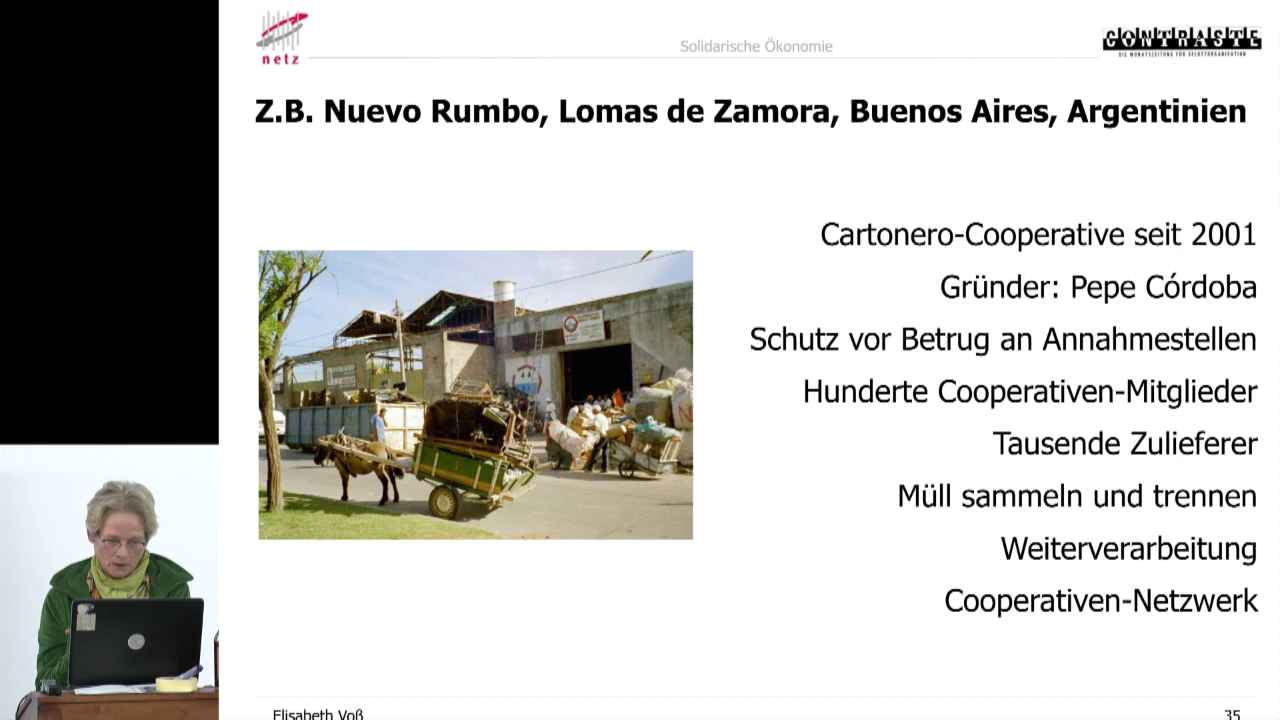 netz
Solidarische Ökonomie
CONTRASTE
DIE MONATSZEITUNG FÜR SELBSTORGANISATION
Z.B. Nuevo Rumbo, Lomas de Zamora, Buenos Aires, Argentinien
Cartonero-Cooperative seit 2001
Gründer: Pepe Córdoba
Schutz vor Betrug an Annahmestellen
Hunderte Cooperativen-Mitglieder
Tausende Zulieferer
Müll sammeln und trennen
Weiterverarbeitung
Cooperativen-Netzwerk
Elisabeth Voß
35